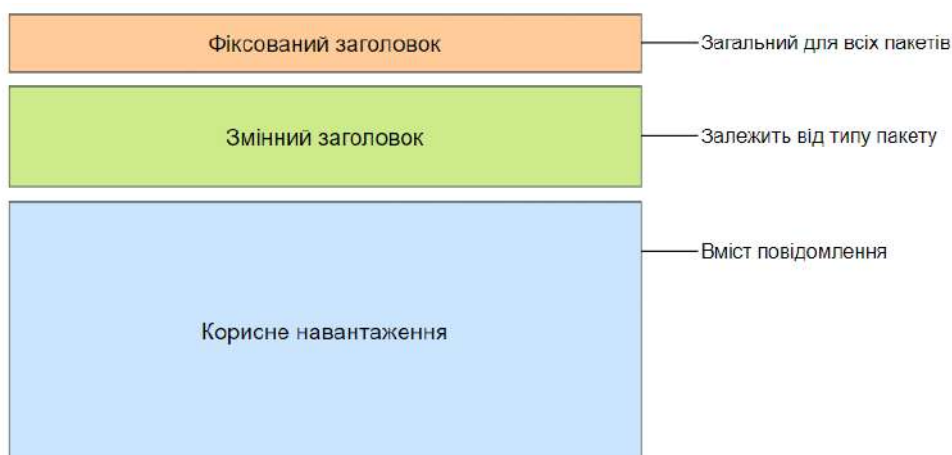 Фіксований заголовок
Загальний для всіх пакетів
Змінний заголовок
Залежить від типу пакету
Вміст повідомлення
Корисне навантаження